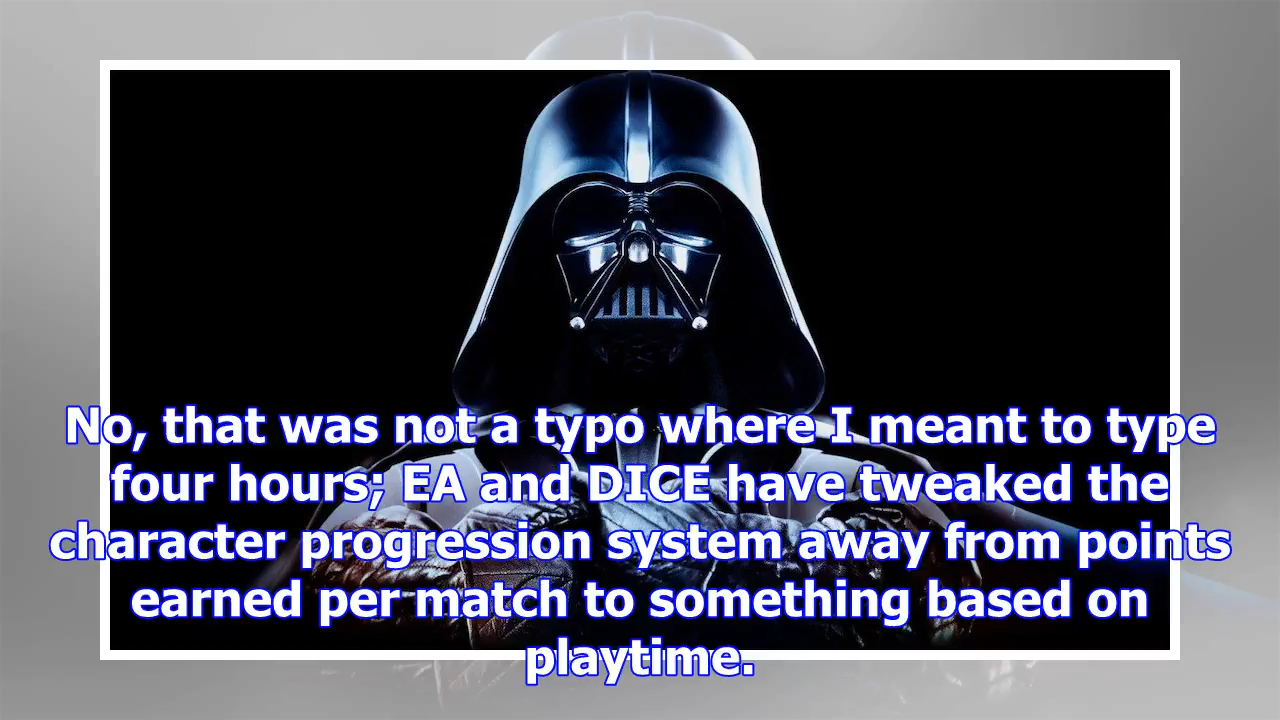 No, that was not a typo where I meant to type
four hours; EA and DICE have tweaked the
character progression system away from points
earned per match to something based on
playtime.